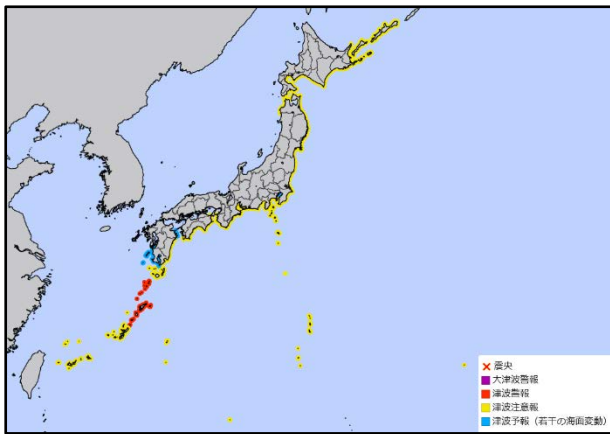 震央
大津波警報
津波警報
津波注意報
津波予報（若干の海面変動）